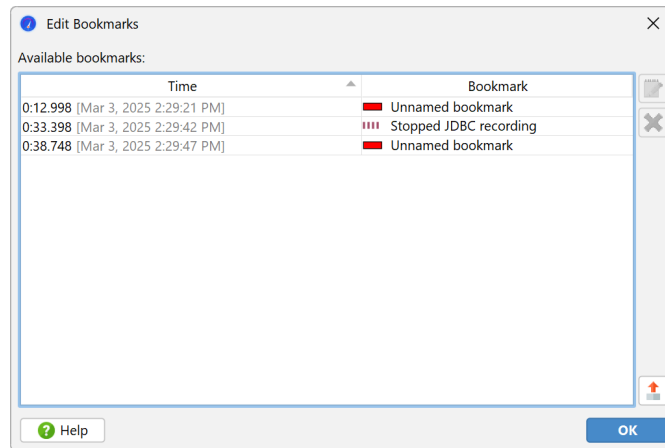 Edit Bookmarks
Available bookmarks:
Time Bookmark
0:12.998 [Mar 3, 2025 2:29:21 PM] Unnamed bookmark
0:33.398 [Mar 3, 2025 2:29:42 PM] Stopped JDBC recording
0:38.748 [Mar 3, 2025 2:29:47 PM] Unnamed bookmark
Help OK